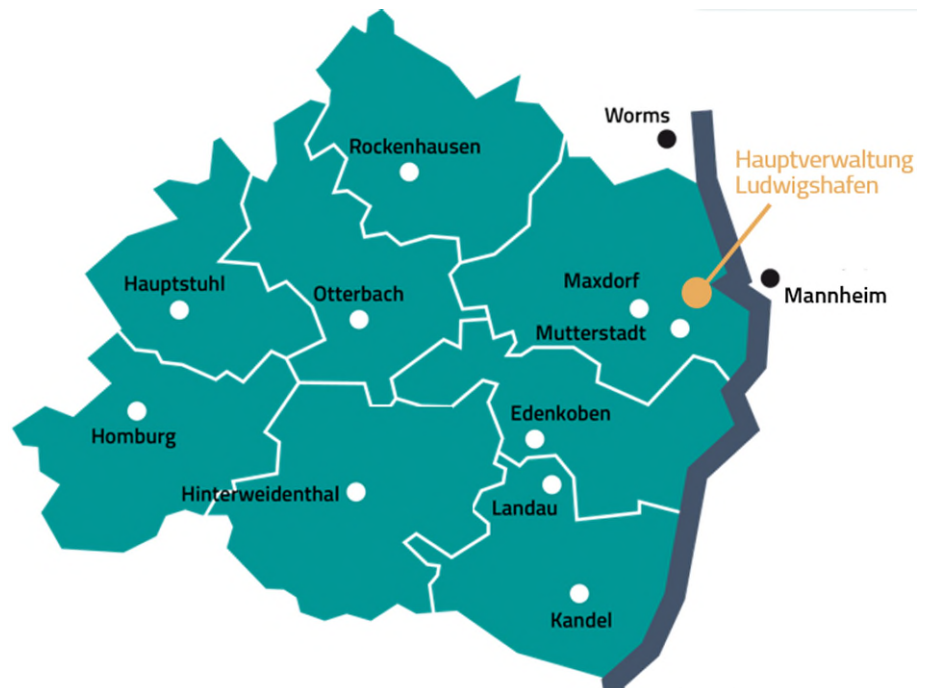 Worms
Rockenhausen
Hauptverwaltung
Ludwigshafen
Hauptstuhl
Otterbach
Maxdorf
Mannheim
Mutterstadt
Edenkoben
Homburg
Hinterweidenthal
Landau
Kandel